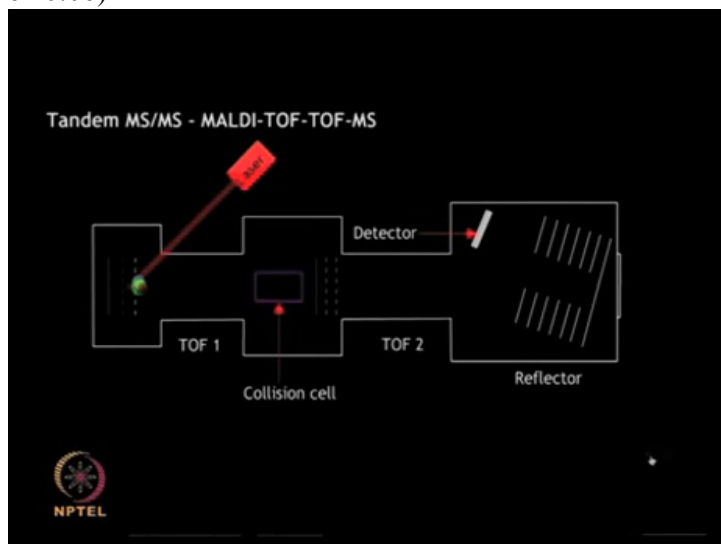 Tandem MS/MS - MALDI-TOF-TOF-MS
Laser
Detector
TOF 1
TOF 2
Collision cell
Reflector
NPTEL